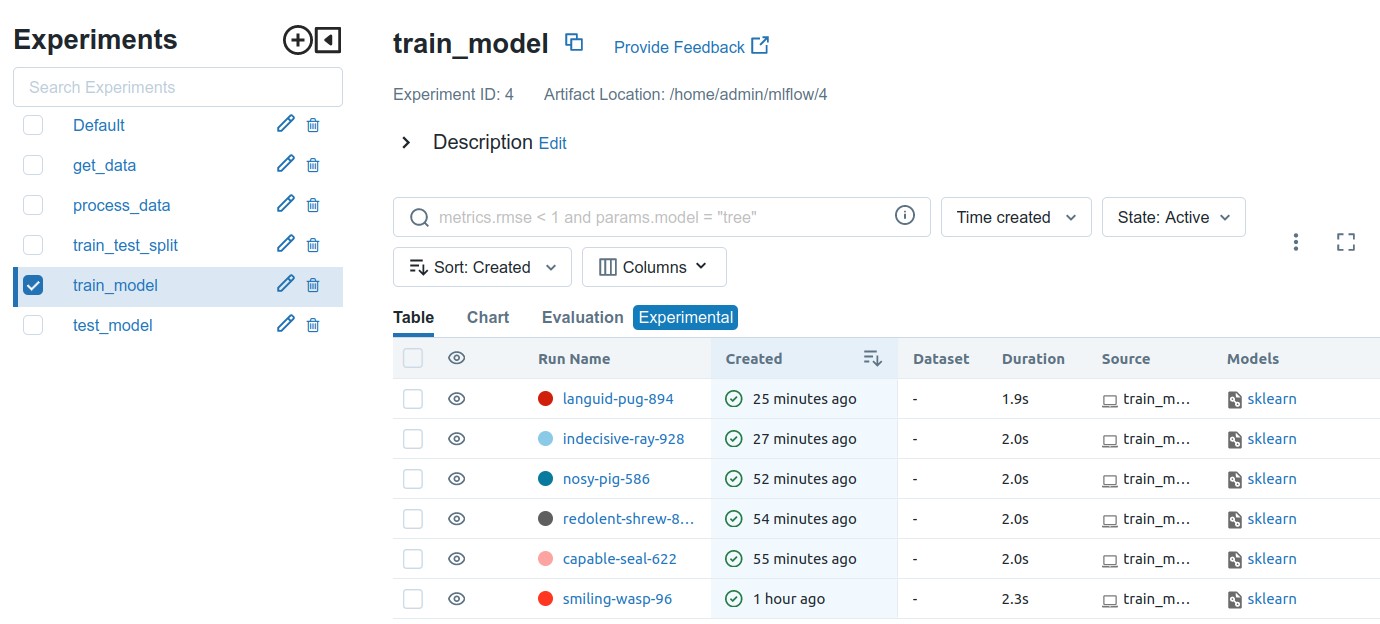 Experiments
Search Experiments
Default
get_data
process_data
train_test_split
train_model
test_model
train_model Provide Feedback
Experiment ID: 4 Artifact Location: /home/admin/mlflow/4
Description Edit
metrics.rmse < 1 and params.model = "tree" Time created State: Active
Sort: Created Columns
Table Chart Evaluation Experimental
Run Name Created Dataset Duration Source Models
languid-pug-894 25 minutes ago - 1.9s train_m... sklearn
indecisive-ray-928 27 minutes ago - 2.0s train_m... sklearn
nosy-pig-586 52 minutes ago - 2.0s train_m... sklearn
redolent-shrew-8... 54 minutes ago - 2.0s train_m... sklearn
capable-seal-622 55 minutes ago - 2.0s train_m... sklearn
smiling-wasp-96 1 hour ago - 2.3s train_m... sklearn